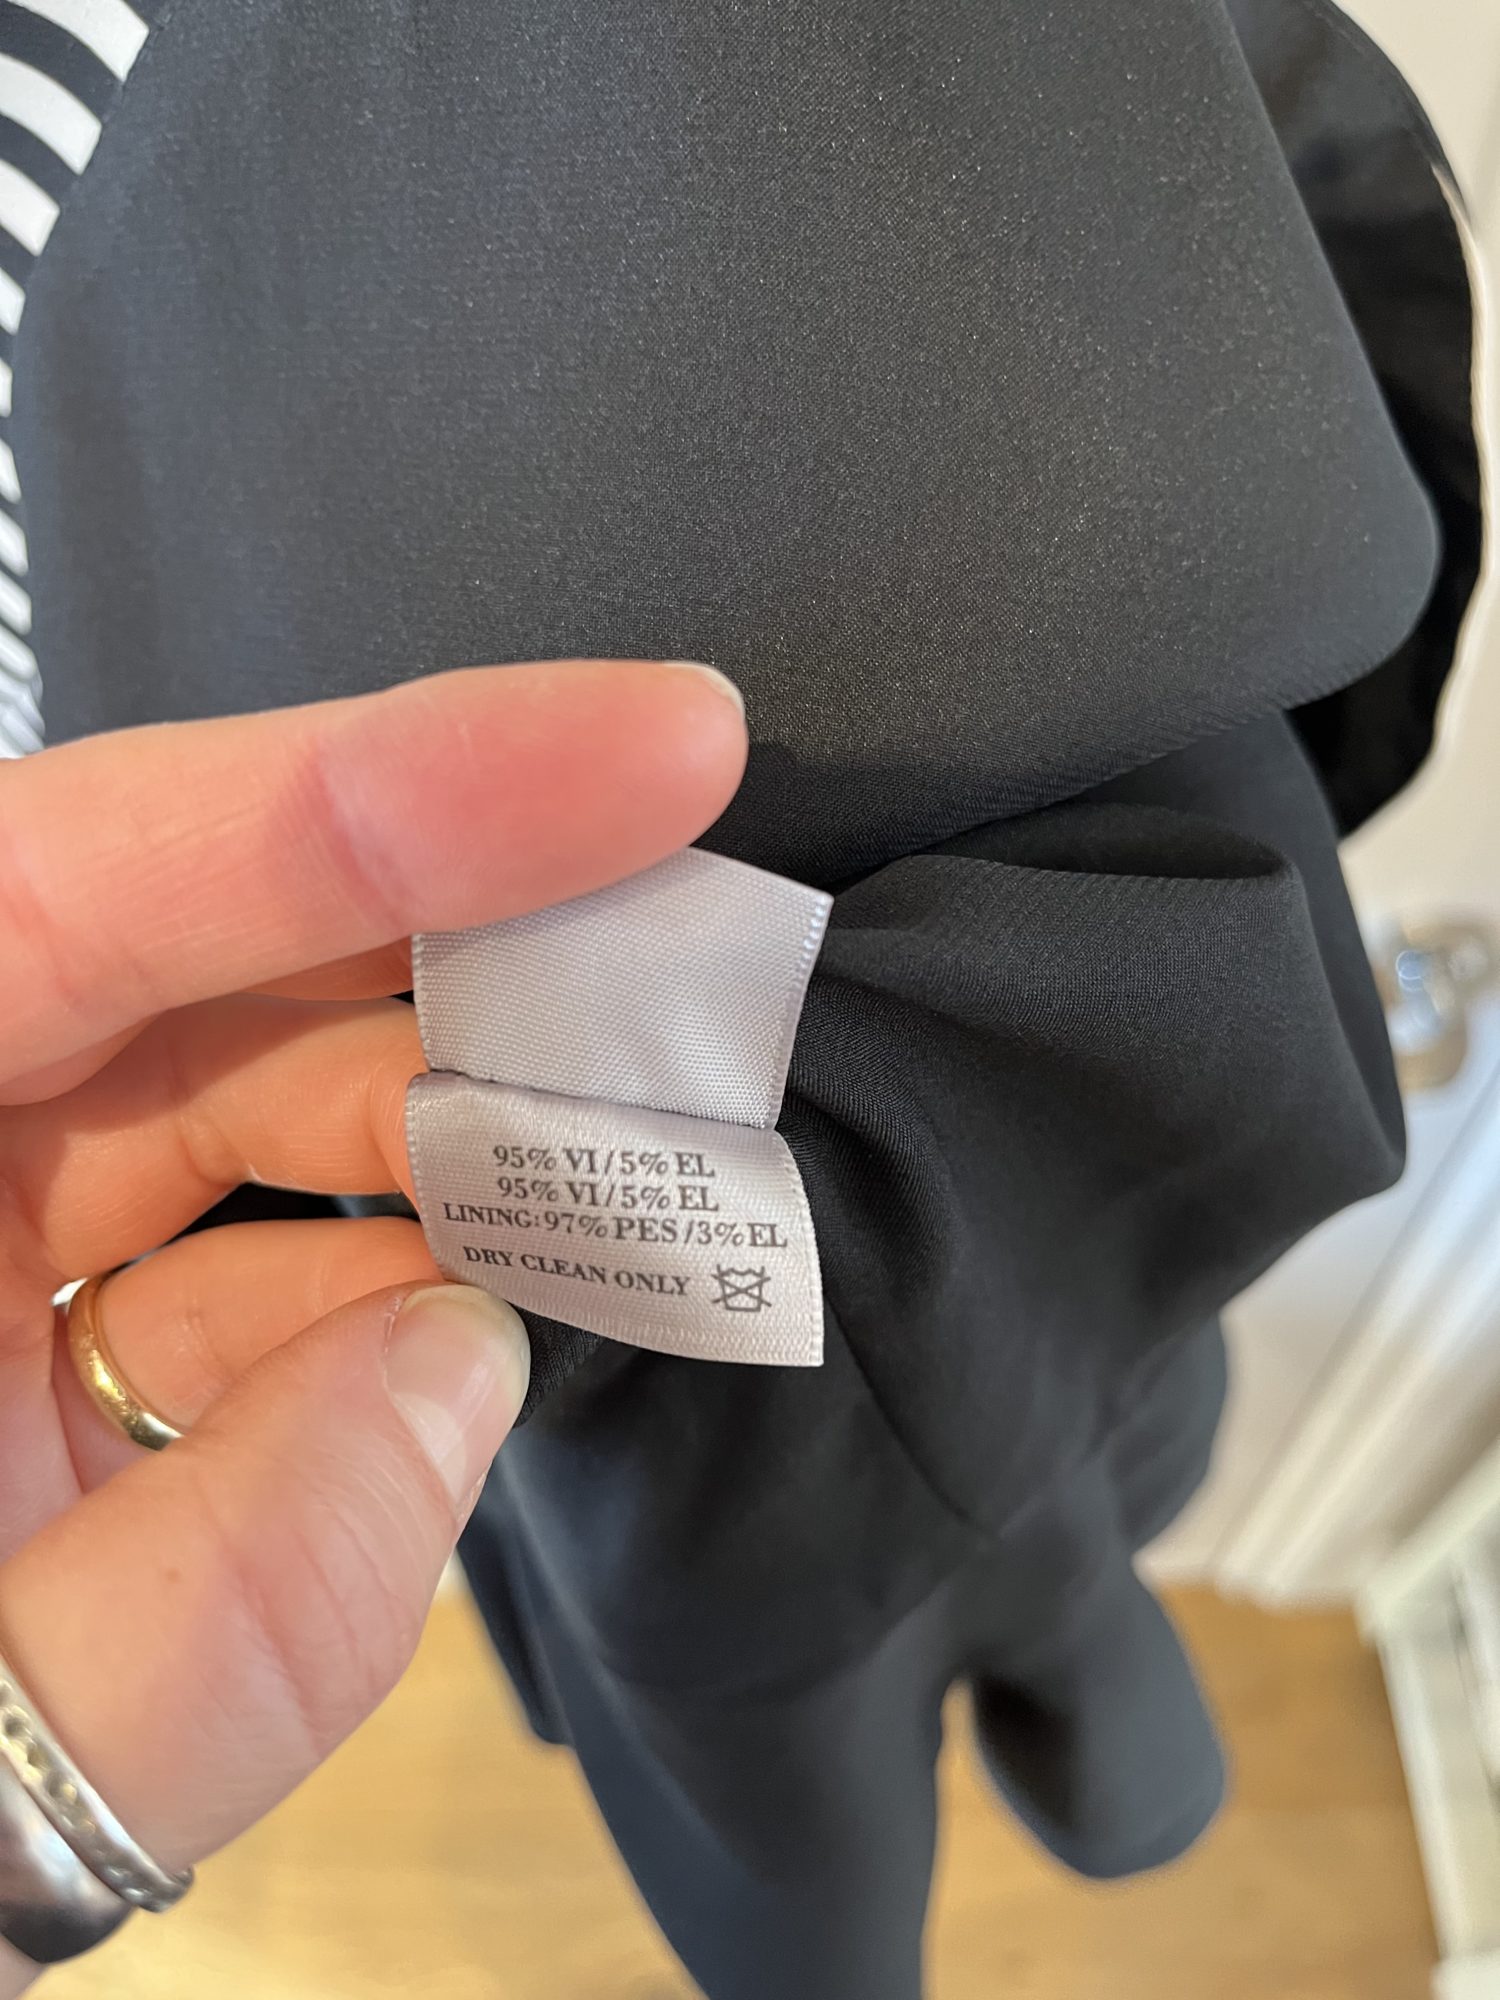 95% VI/5% EL
95% VI/5% EL
LINING:97% PES/3% EL
DRY CLEAN ONLY